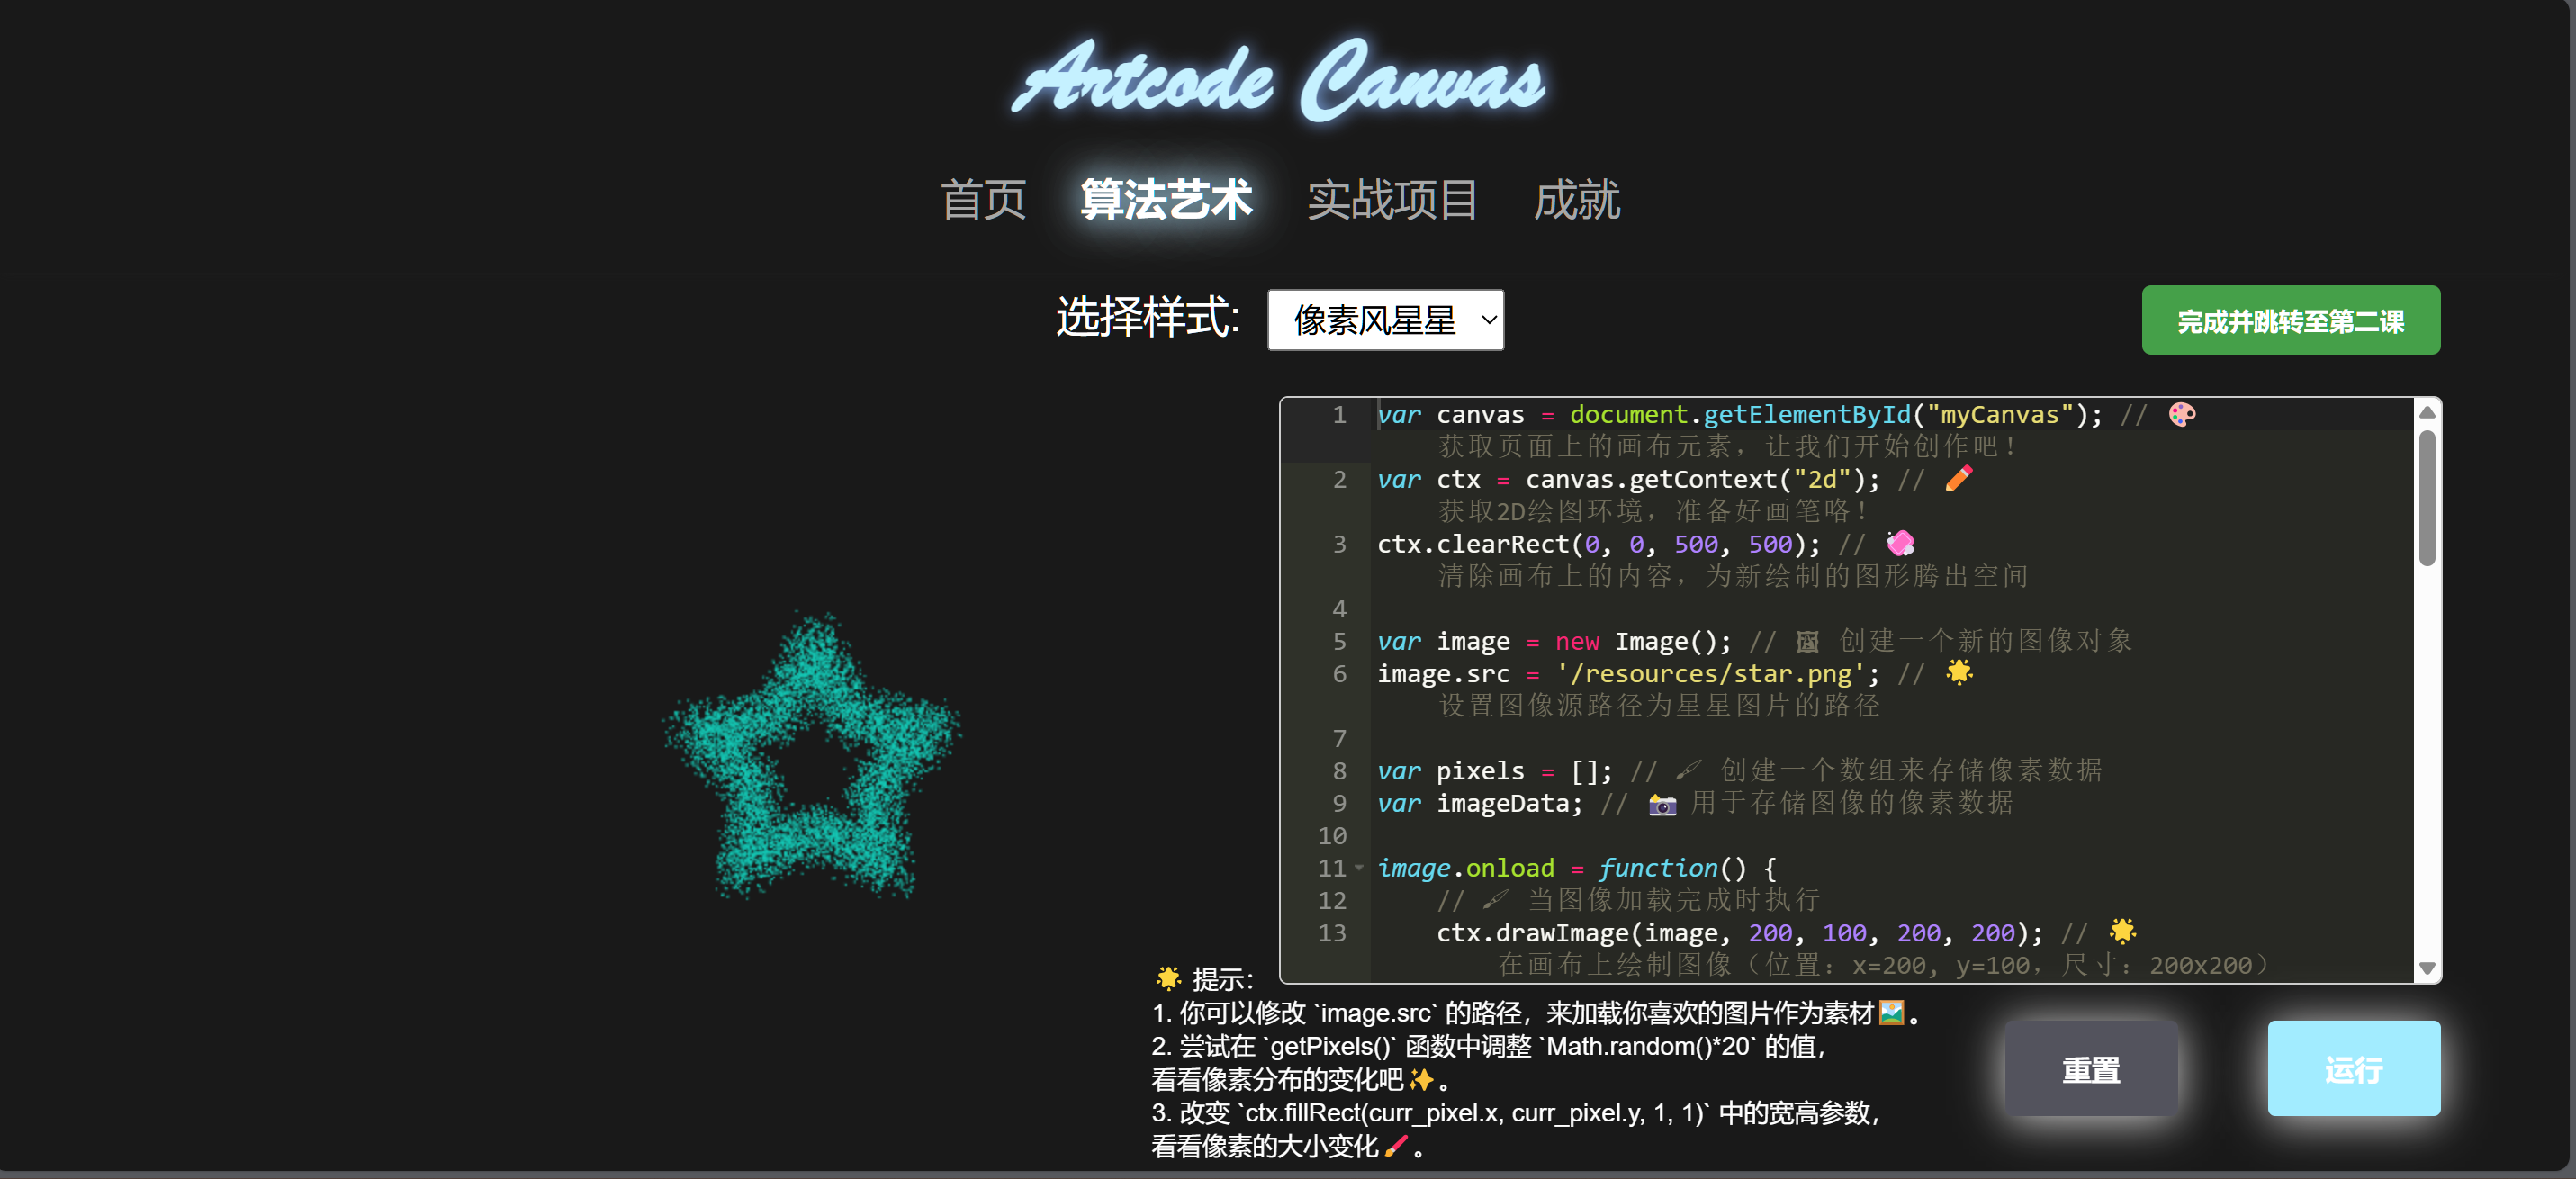 Artcode Canvas
首页 算法艺术 实战项目 成就
选择样式: 像素风星星
完成并跳转至第二课
1 var canvas = document.getElementById("myCanvas"); // 🎨
获取页面上的画布元素，让我们开始创作吧！
2 var ctx = canvas.getContext("2d"); // ✏️
获取2D绘图环境，准备好画笔咯！
3 ctx.clearRect(0, 0, 500, 500); // 🧼
清除画布上的内容，为新绘制的图形腾出空间
4
5 var image = new Image(); // 🖼 创建一个新的图像对象
6 image.src = '/resources/star.png'; // 🌟
设置图像源路径为星星图片的路径
7
8 var pixels = []; // 🖌 创建一个数组来存储像素数据
9 var imageData; // 📸 用于存储图像的像素数据
10
11 image.onload = function() {
12 // 🖌 当图像加载完成时执行
13 ctx.drawImage(image, 200, 100, 200, 200); // 🌟
在画布上绘制图像（位置：x=200, y=100，尺寸：200x200）
🌟 提示：
1. 你可以修改 `image.src` 的路径，来加载你喜欢的图片作为素材🖼️。
2. 尝试在 `getPixels()` 函数中调整 `Math.random()*20` 的值，
看看像素分布的变化吧✨。
3. 改变 `ctx.fillRect(curr_pixel.x, curr_pixel.y, 1, 1)` 中的宽高参数，
看看像素的大小变化🖌️。
重置
运行